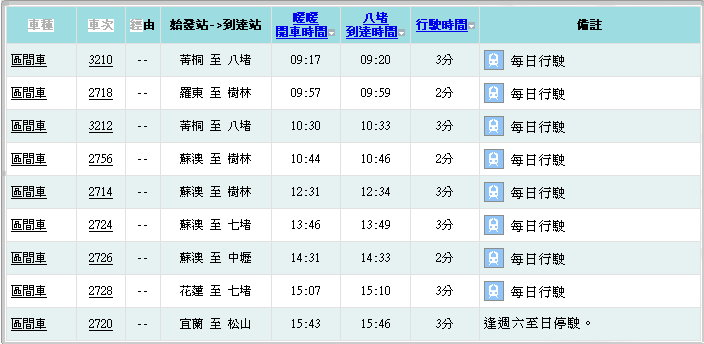 車種 車次 經由 始發站->到達站 暖暖 開車時間 八堵 到達時間 行駛時間 備註
區間車 3210 -- 菁桐 至 八堵 09:17 09:20 3分 每日行駛
區間車 2718 -- 羅東 至 樹林 09:57 09:59 2分 每日行駛
區間車 3212 -- 菁桐 至 八堵 10:30 10:33 3分 每日行駛
區間車 2756 -- 蘇澳 至 樹林 10:44 10:46 2分 每日行駛
區間車 2714 -- 蘇澳 至 樹林 12:31 12:34 3分 每日行駛
區間車 2724 -- 蘇澳 至 七堵 13:46 13:49 3分 每日行駛
區間車 2726 -- 蘇澳 至 中壢 14:31 14:33 2分 每日行駛
區間車 2728 -- 花蓮 至 七堵 15:07 15:10 3分 每日行駛
區間車 2720 -- 宜蘭 至 松山 15:43 15:46 3分 逢週六至日停駛。